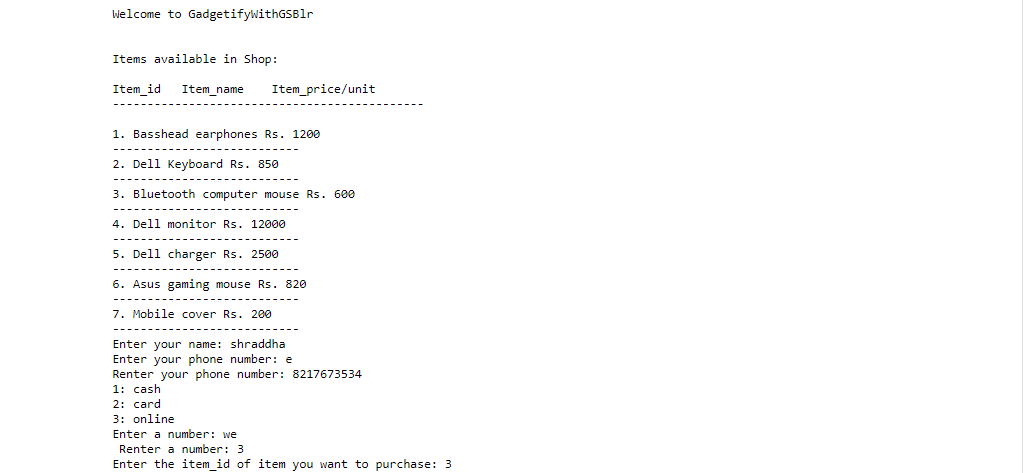 Welcome to GadgetifyWithGSBlr
Items available in Shop:
Item_id   Item_name    Item_price/unit
---------------------------------------------
1. Basshead earphones Rs. 1200
---------------------------
2. Dell Keyboard Rs. 850
---------------------------
3. Bluetooth computer mouse Rs. 600
---------------------------
4. Dell monitor Rs. 12000
---------------------------
5. Dell charger Rs. 2500
---------------------------
6. Asus gaming mouse Rs. 820
---------------------------
7. Mobile cover Rs. 200
---------------------------
Enter your name: shraddha
Enter your phone number: e
Renter your phone number: 8217673534
1: cash
2: card
3: online
Enter a number: we
 Renter a number: 3
Enter the item_id of item you want to purchase: 3